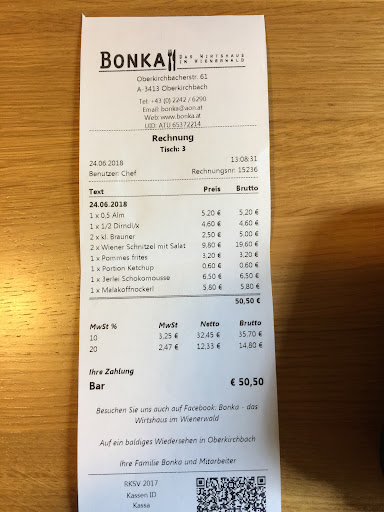 BONKA DAS WIRTSHAUS
IM WIENERWALD
Oberkirchbacherstr. 61
A-3413 Oberkirchbach
Tel: +43 (0) 2242 / 6290
Email: bonka@aon.at
Web: www.bonka.at
UID: ATU 65372214
Rechnung
Tisch: 3
24.06.2018 13:08:31
Benutzer: Chef Rechnungsnr: 15236
Text Preis Brutto
24.06.2018
1 x 0,5 Alm 5,20 € 5,20 €
1 x 1/2 Dirndl/x 4,60 € 4,60 €
2 x kl. Brauner 2,50 € 5,00 €
2 x Wiener Schnitzel mit Salat 9,80 € 19,60 €
1 x Pommes frites 3,20 € 3,20 €
1 x Portion Ketchup 0,60 € 0,60 €
1 x 3erlei Schokomousse 6,50 € 6,50 €
1 x Malakoffnockerl 5,80 € 5,80 €
50,50 €
MwSt % MwSt Netto Brutto
10 3,25 € 32,45 € 35,70 €
20 2,47 € 12,33 € 14,80 €
Ihre Zahlung
Bar € 50,50
Besuchen Sie uns auch auf Facebook: Bonka - das
Wirtshaus im Wienerwald
Auf ein baldiges Wiedersehen in Oberkirchbach
Ihre Familie Bonka und Mitarbeiter
RKSV 2017
Kassen ID
Kassa